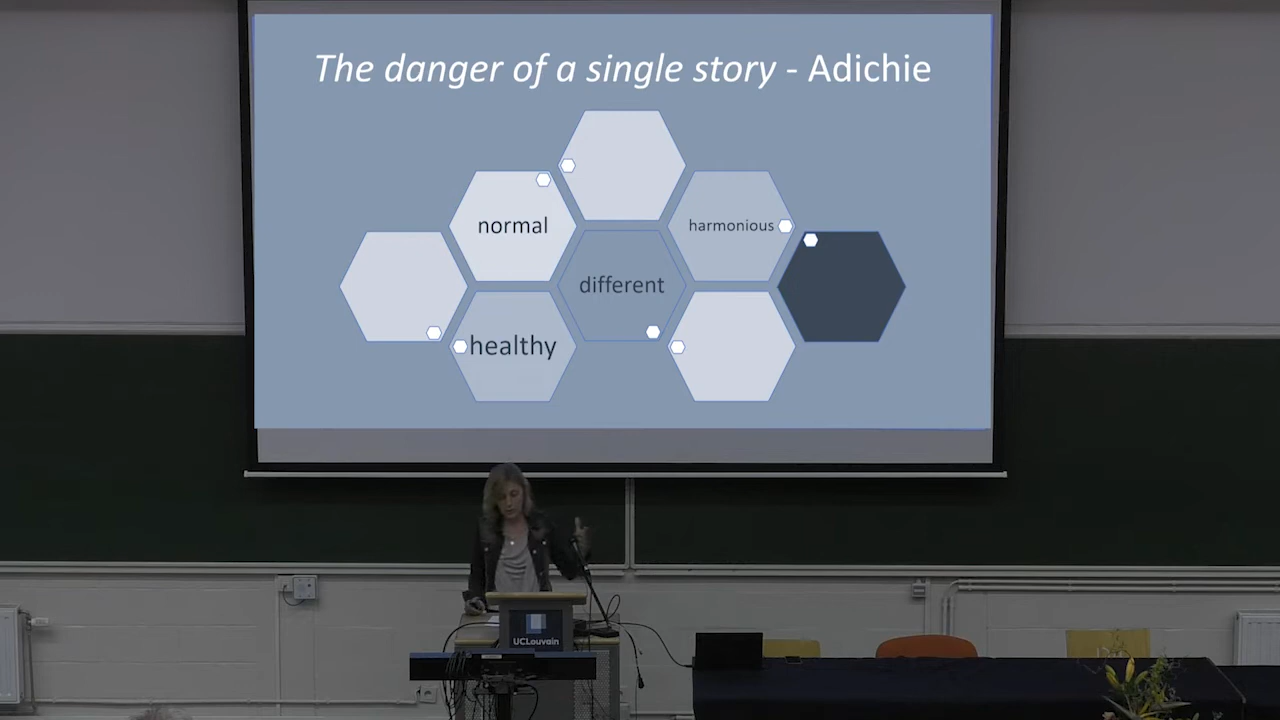 The danger of a single story - Adichie
normal
harmonious
different
healthy
UCLouvain